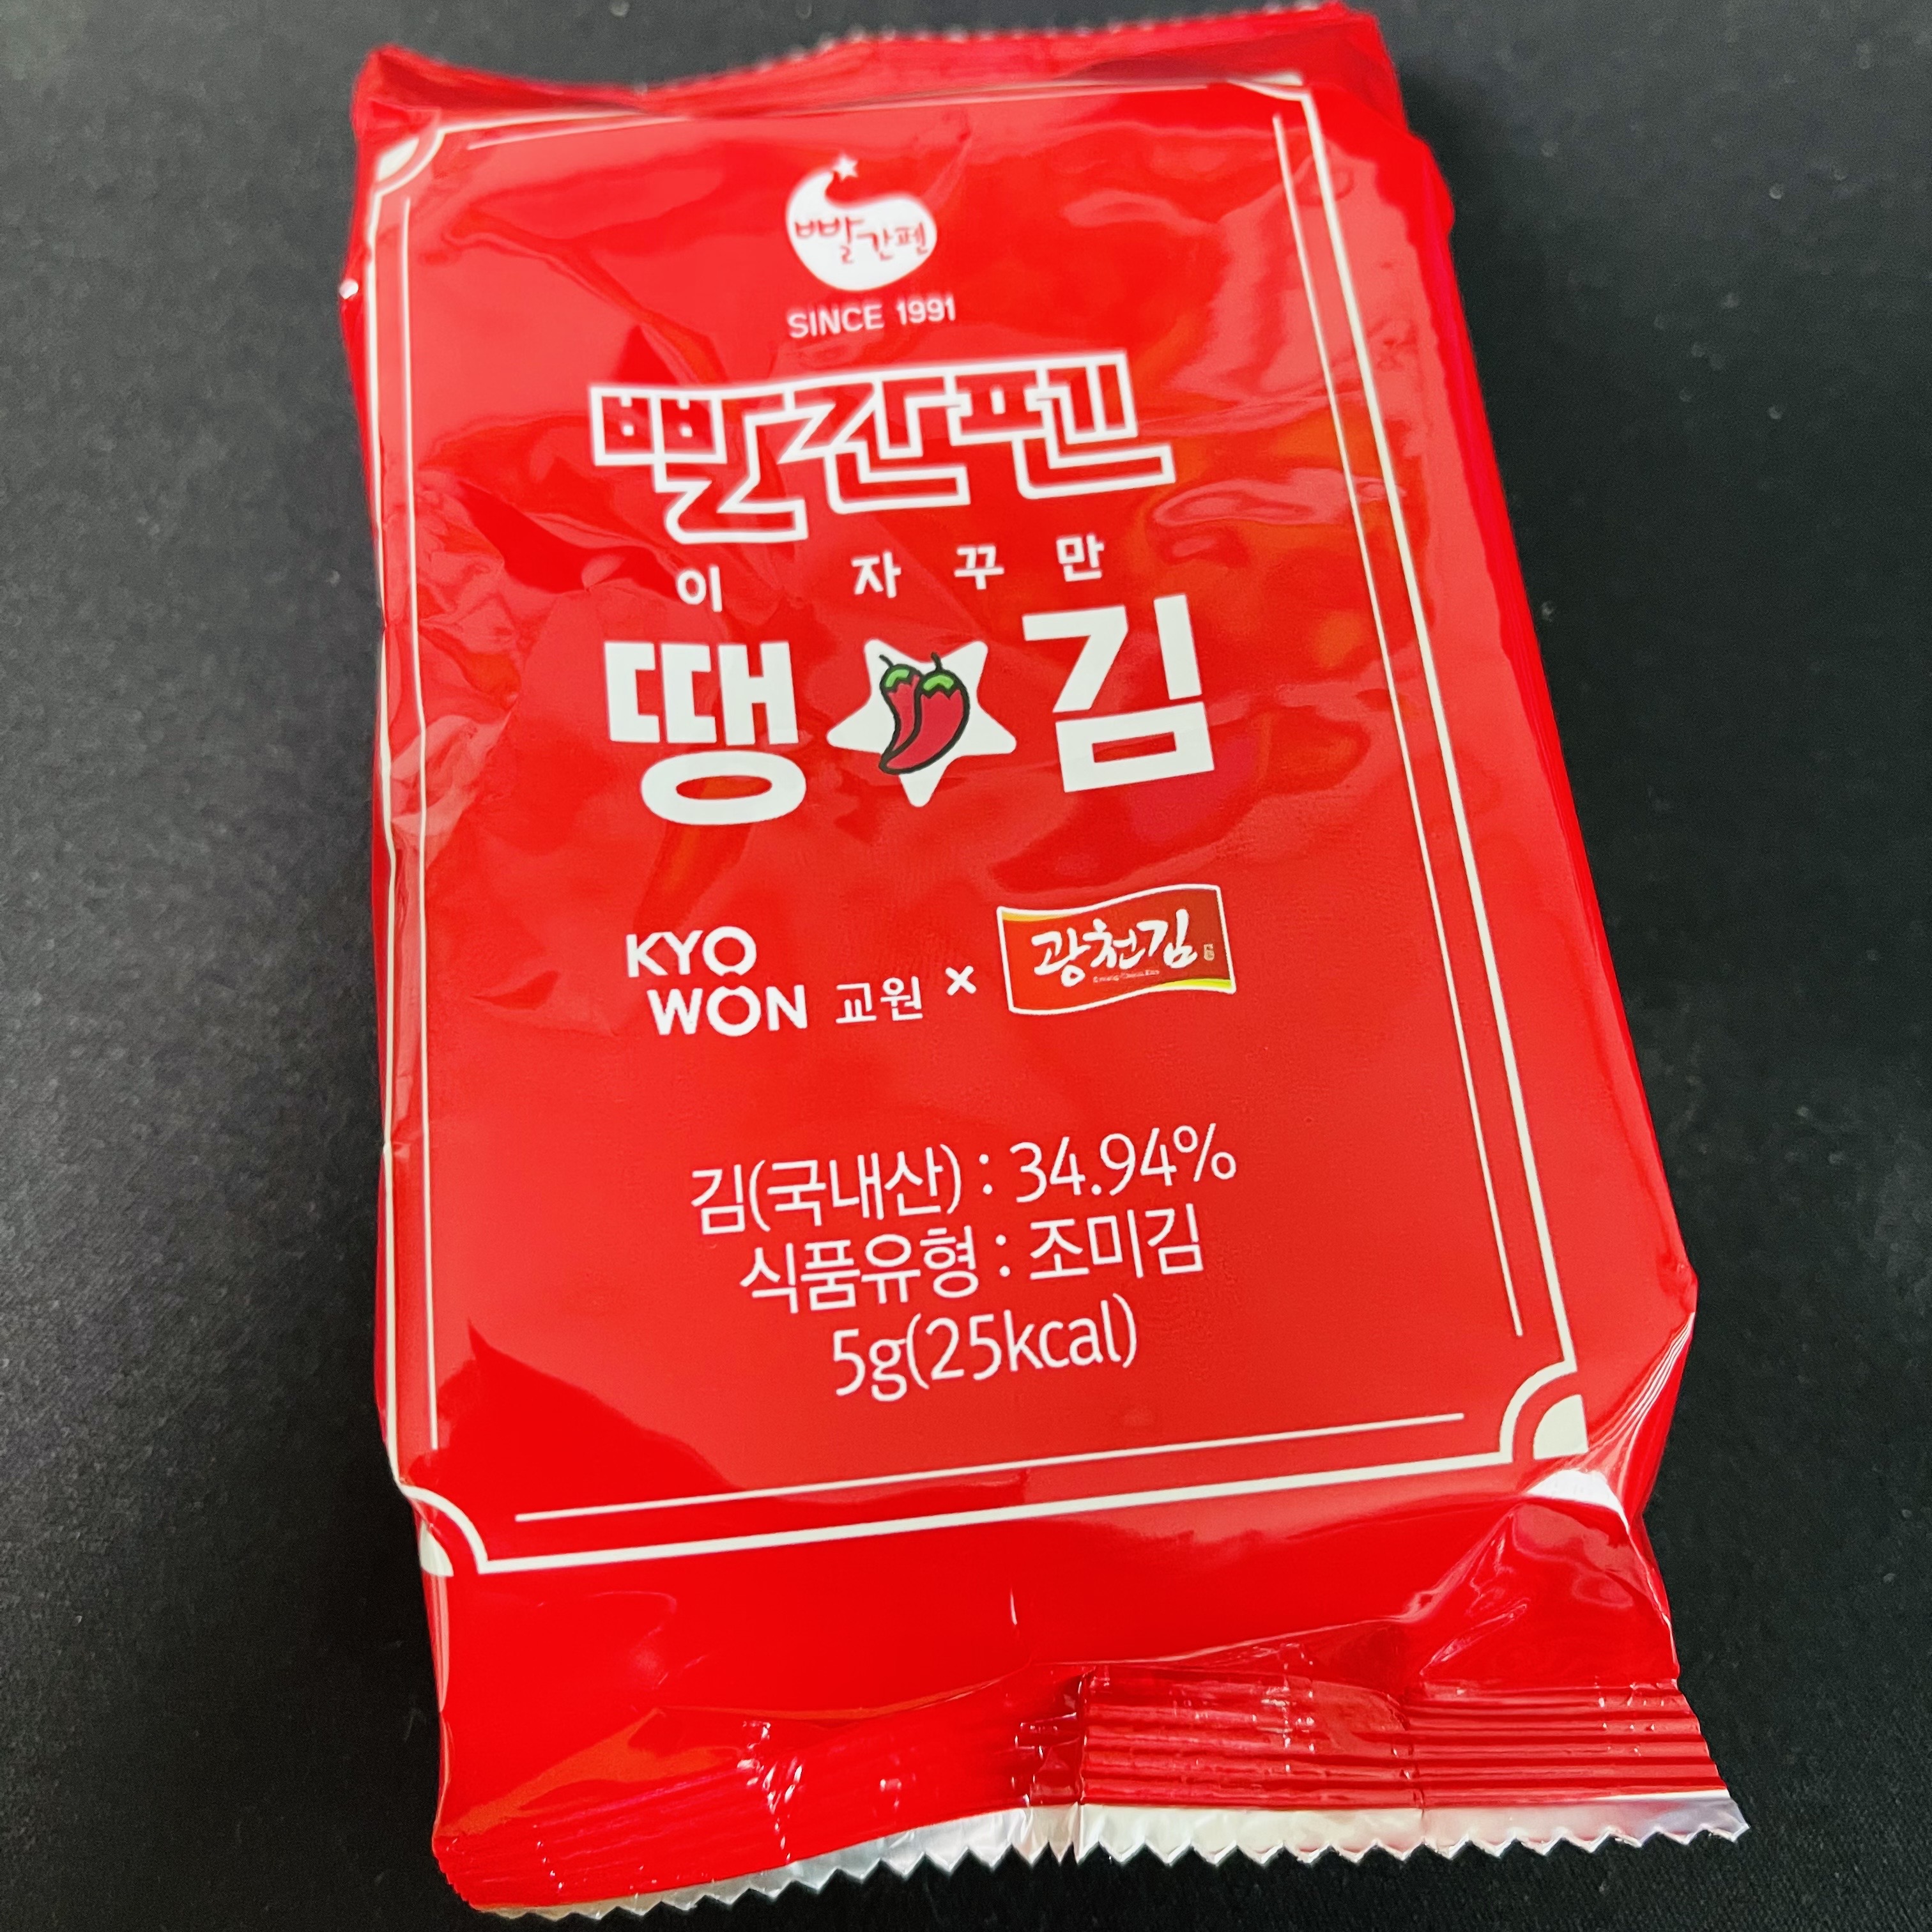 빨간펜
SINCE 1991
빨간펜
이 자꾸만
땡 김
KYO
WON 교원 × 광천김
김(국내산) : 34.94%
식품유형 : 조미김
5g(25kcal)